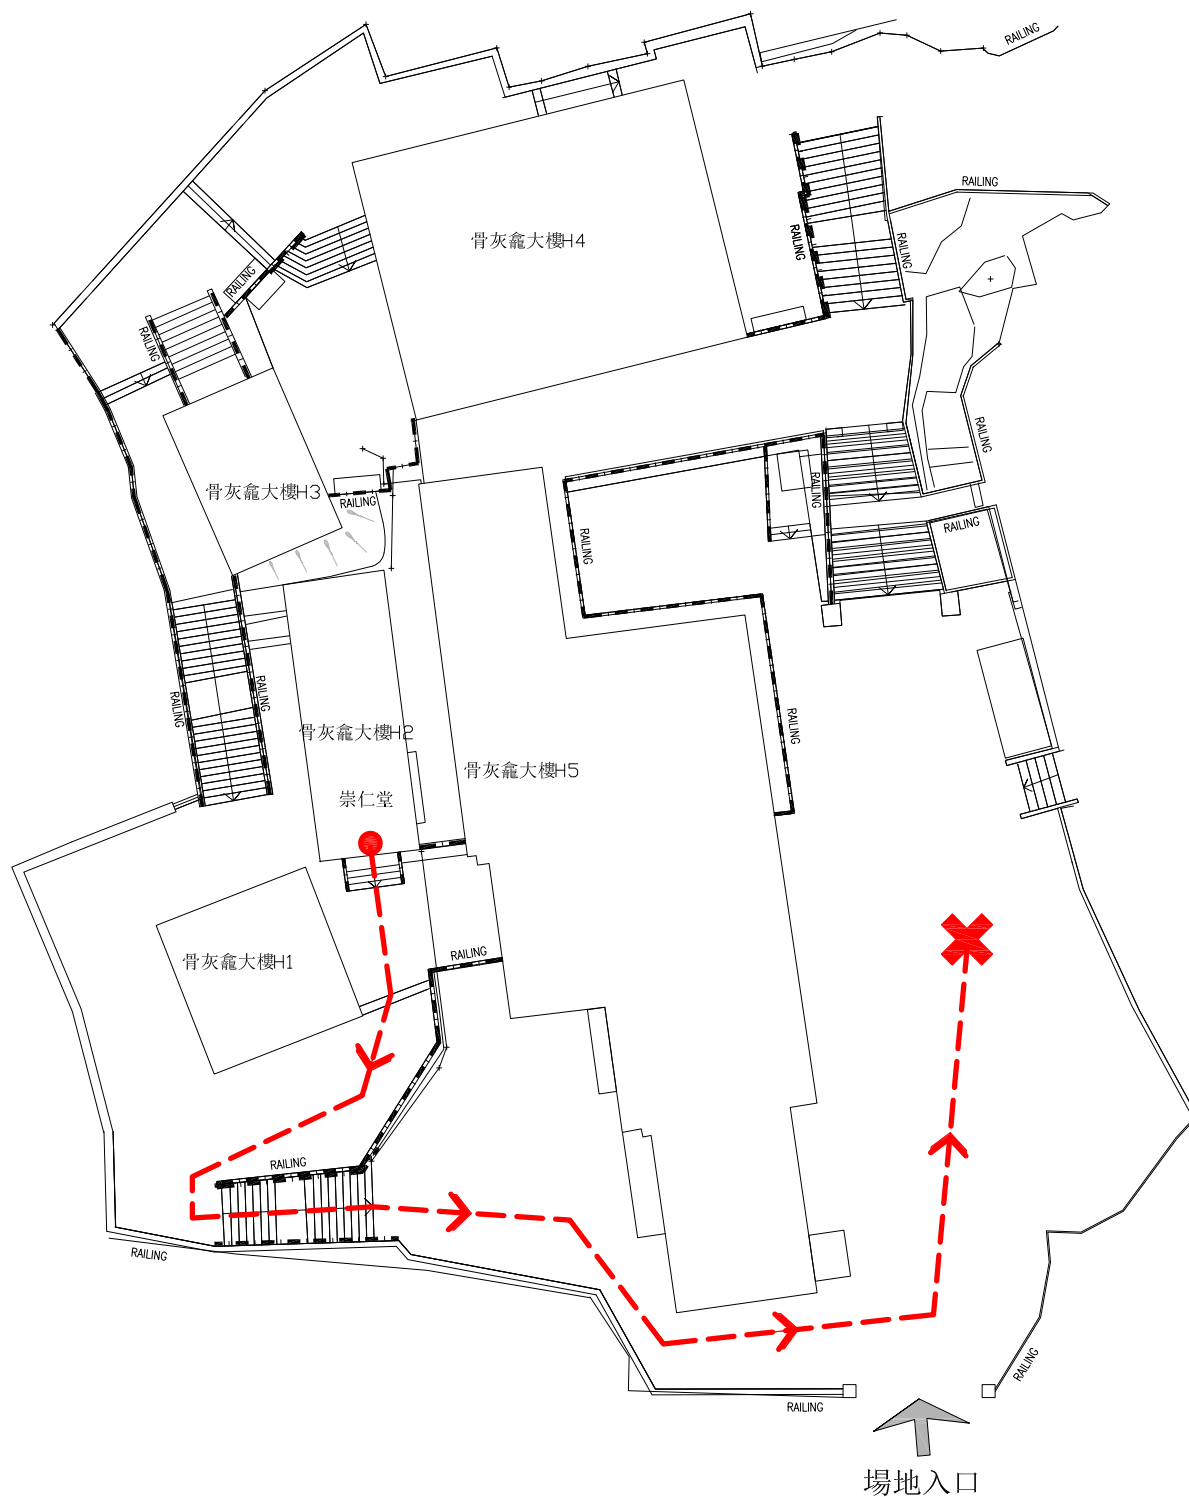 RAILING
RAILING
骨灰龕大樓H4
RAILING
RAILING
RAILING
RAILING
RAILING
骨灰龕大樓H3
RAILING
RAILING
RAILING
RAILING
RAILING
RAILING
RAILING
RAILING
骨灰龕大樓H2
骨灰龕大樓H5
崇仁堂
骨灰龕大樓H1
RAILING
RAILING
RAILING
RAILING
RAILING
場地入口